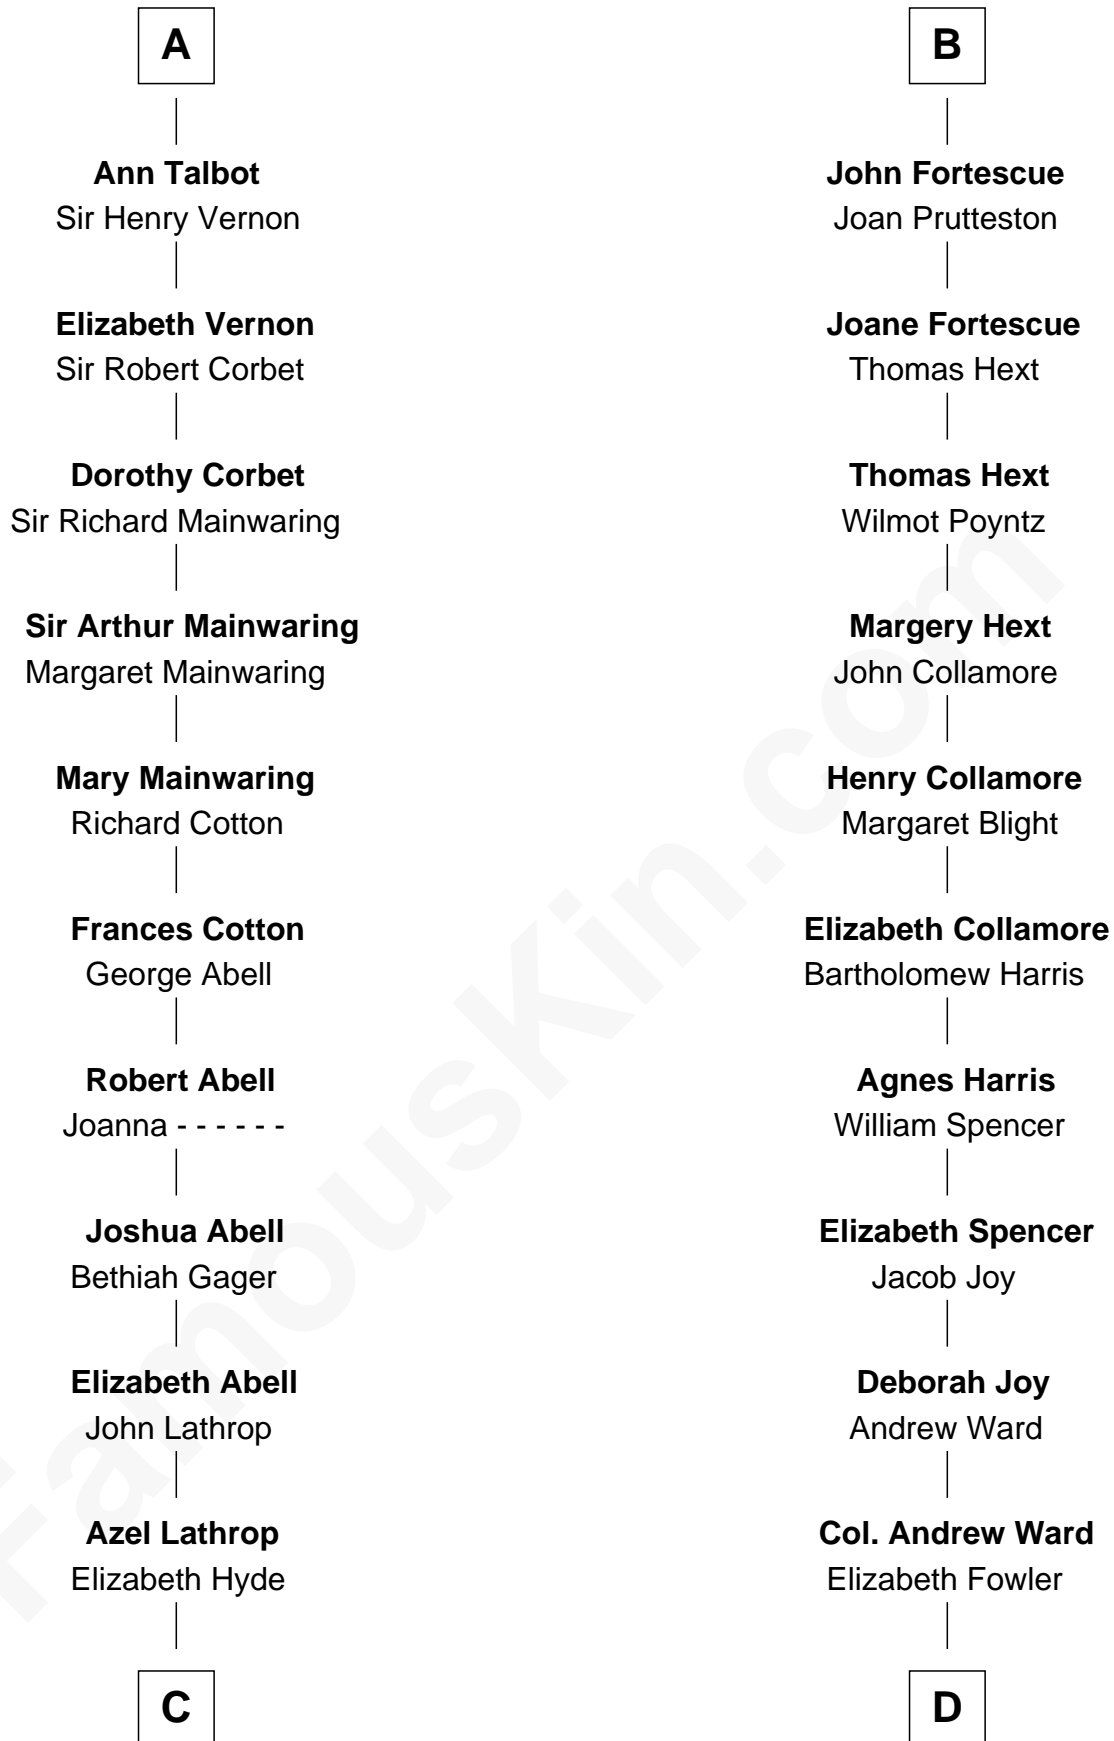 A
Ann Talbot
Sir Henry Vernon
Elizabeth Vernon
Sir Robert Corbet
Dorothy Corbet
Sir Richard Mainwaring
Sir Arthur Mainwaring
Margaret Mainwaring
Mary Mainwaring
Richard Cotton
Frances Cotton
George Abell
Robert Abell
Joanna - - - - - -
Joshua Abell
Bethiah Gager
Elizabeth Abell
John Lathrop
Azel Lathrop
Elizabeth Hyde
C
B
John Fortescue
Joan Prutteston
Joane Fortescue
Thomas Hext
Thomas Hext
Wilmot Poyntz
Margery Hext
John Collamore
Henry Collamore
Margaret Blight
Elizabeth Collamore
Bartholomew Harris
Agnes Harris
William Spencer
Elizabeth Spencer
Jacob Joy
Deborah Joy
Andrew Ward
Col. Andrew Ward
Elizabeth Fowler
D
FamousKin.com